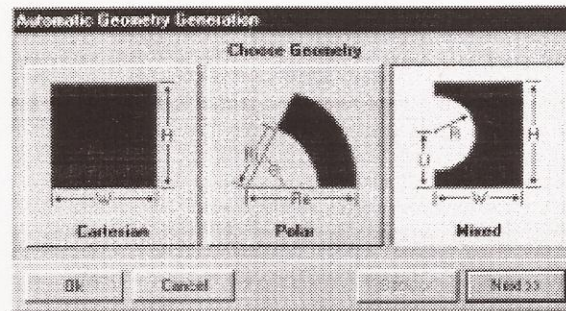 Automatic Geometry Generation
Choose Geometry
H
W
Cartesian
Ri
θ
Re
Polar
R
H
D
W
Mixed
Ok
Cancel
Next >>